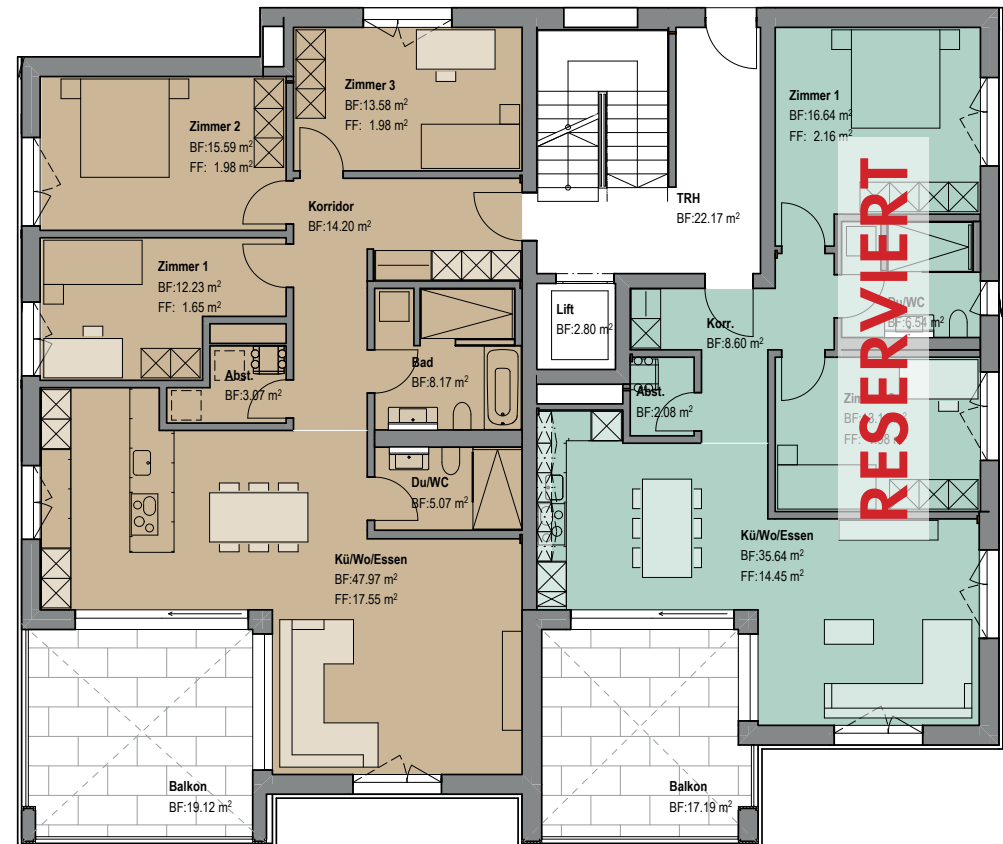 Zimmer 3
BF:13.58 m²
FF: 1.98 m²
Zimmer 2
BF:15.59 m²
FF: 1.98 m²
Zimmer 1
BF:16.64 m²
FF: 2.16 m²
Korridor
BF:14.20 m²
TRH
BF:22.17 m²
Zimmer 1
BF:12.23 m²
FF: 1.65 m²
Lift
BF:2.80 m²
Korr.
BF:8.60 m²
Du/WC
BF:6.54 m²
RESERVIERT
Abst.
BF:3.07 m²
Bad
BF:8.17 m²
Abst.
BF:2.08 m²
Du/WC
BF:5.07 m²
Kü/Wo/Essen
BF:47.97 m²
FF:17.55 m²
Kü/Wo/Essen
BF:35.64 m²
FF:14.45 m²
Balkon
BF:19.12 m²
Balkon
BF:17.19 m²